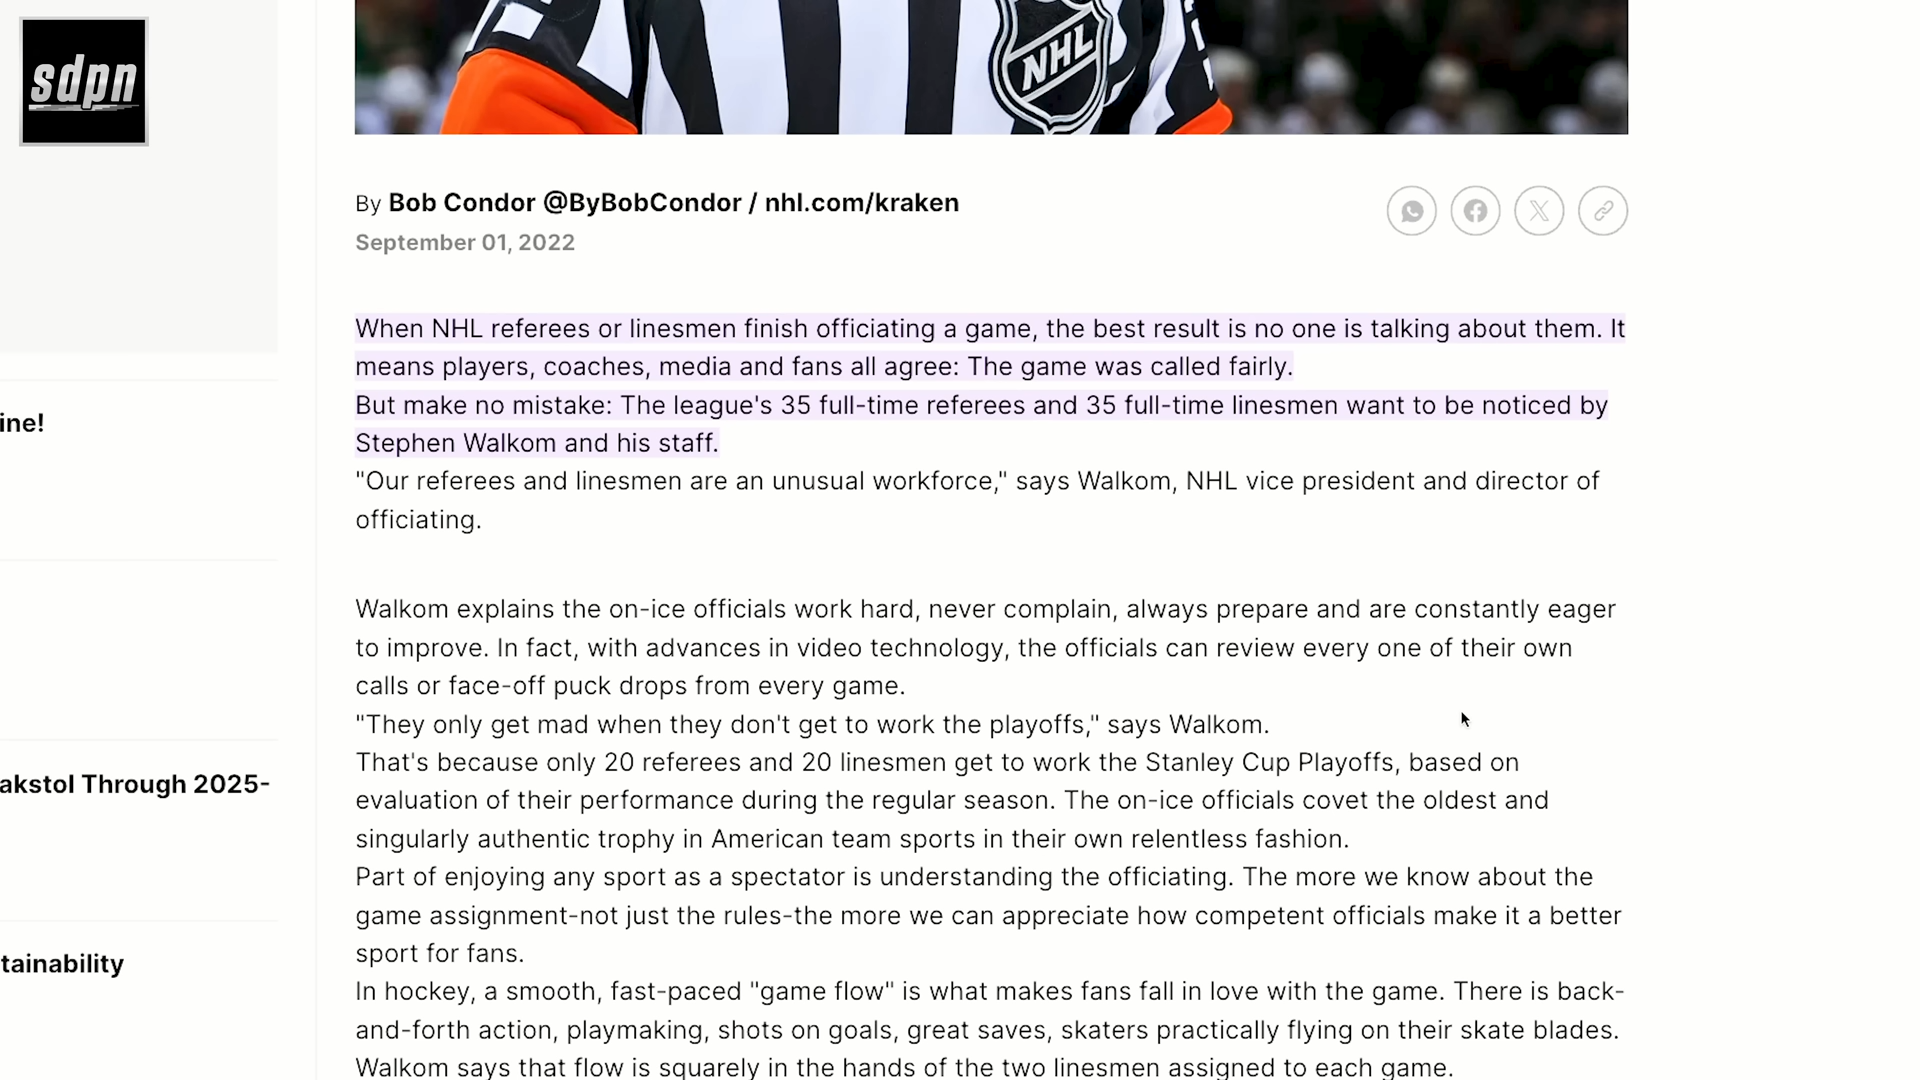 sdpn
NHL
By Bob Condor @ByBobCondor / nhl.com/kraken
September 01, 2022
When NHL referees or linesmen finish officiating a game, the best result is no one is talking about them. It
means players, coaches, media and fans all agree: The game was called fairly.
But make no mistake: The league's 35 full-time referees and 35 full-time linesmen want to be noticed by
Stephen Walkom and his staff.
"Our referees and linesmen are an unusual workforce," says Walkom, NHL vice president and director of
officiating.
Walkom explains the on-ice officials work hard, never complain, always prepare and are constantly eager
to improve. In fact, with advances in video technology, the officials can review every one of their own
calls or face-off puck drops from every game.
"They only get mad when they don't get to work the playoffs," says Walkom.
That's because only 20 referees and 20 linesmen get to work the Stanley Cup Playoffs, based on
evaluation of their performance during the regular season. The on-ice officials covet the oldest and
singularly authentic trophy in American team sports in their own relentless fashion.
Part of enjoying any sport as a spectator is understanding the officiating. The more we know about the
game assignment-not just the rules-the more we can appreciate how competent officials make it a better
sport for fans.
In hockey, a smooth, fast-paced "game flow" is what makes fans fall in love with the game. There is back-
and-forth action, playmaking, shots on goals, great saves, skaters practically flying on their skate blades.
Walkom says that flow is squarely in the hands of the two linesmen assigned to each game.
ine!
akstol Through 2025-
tainability